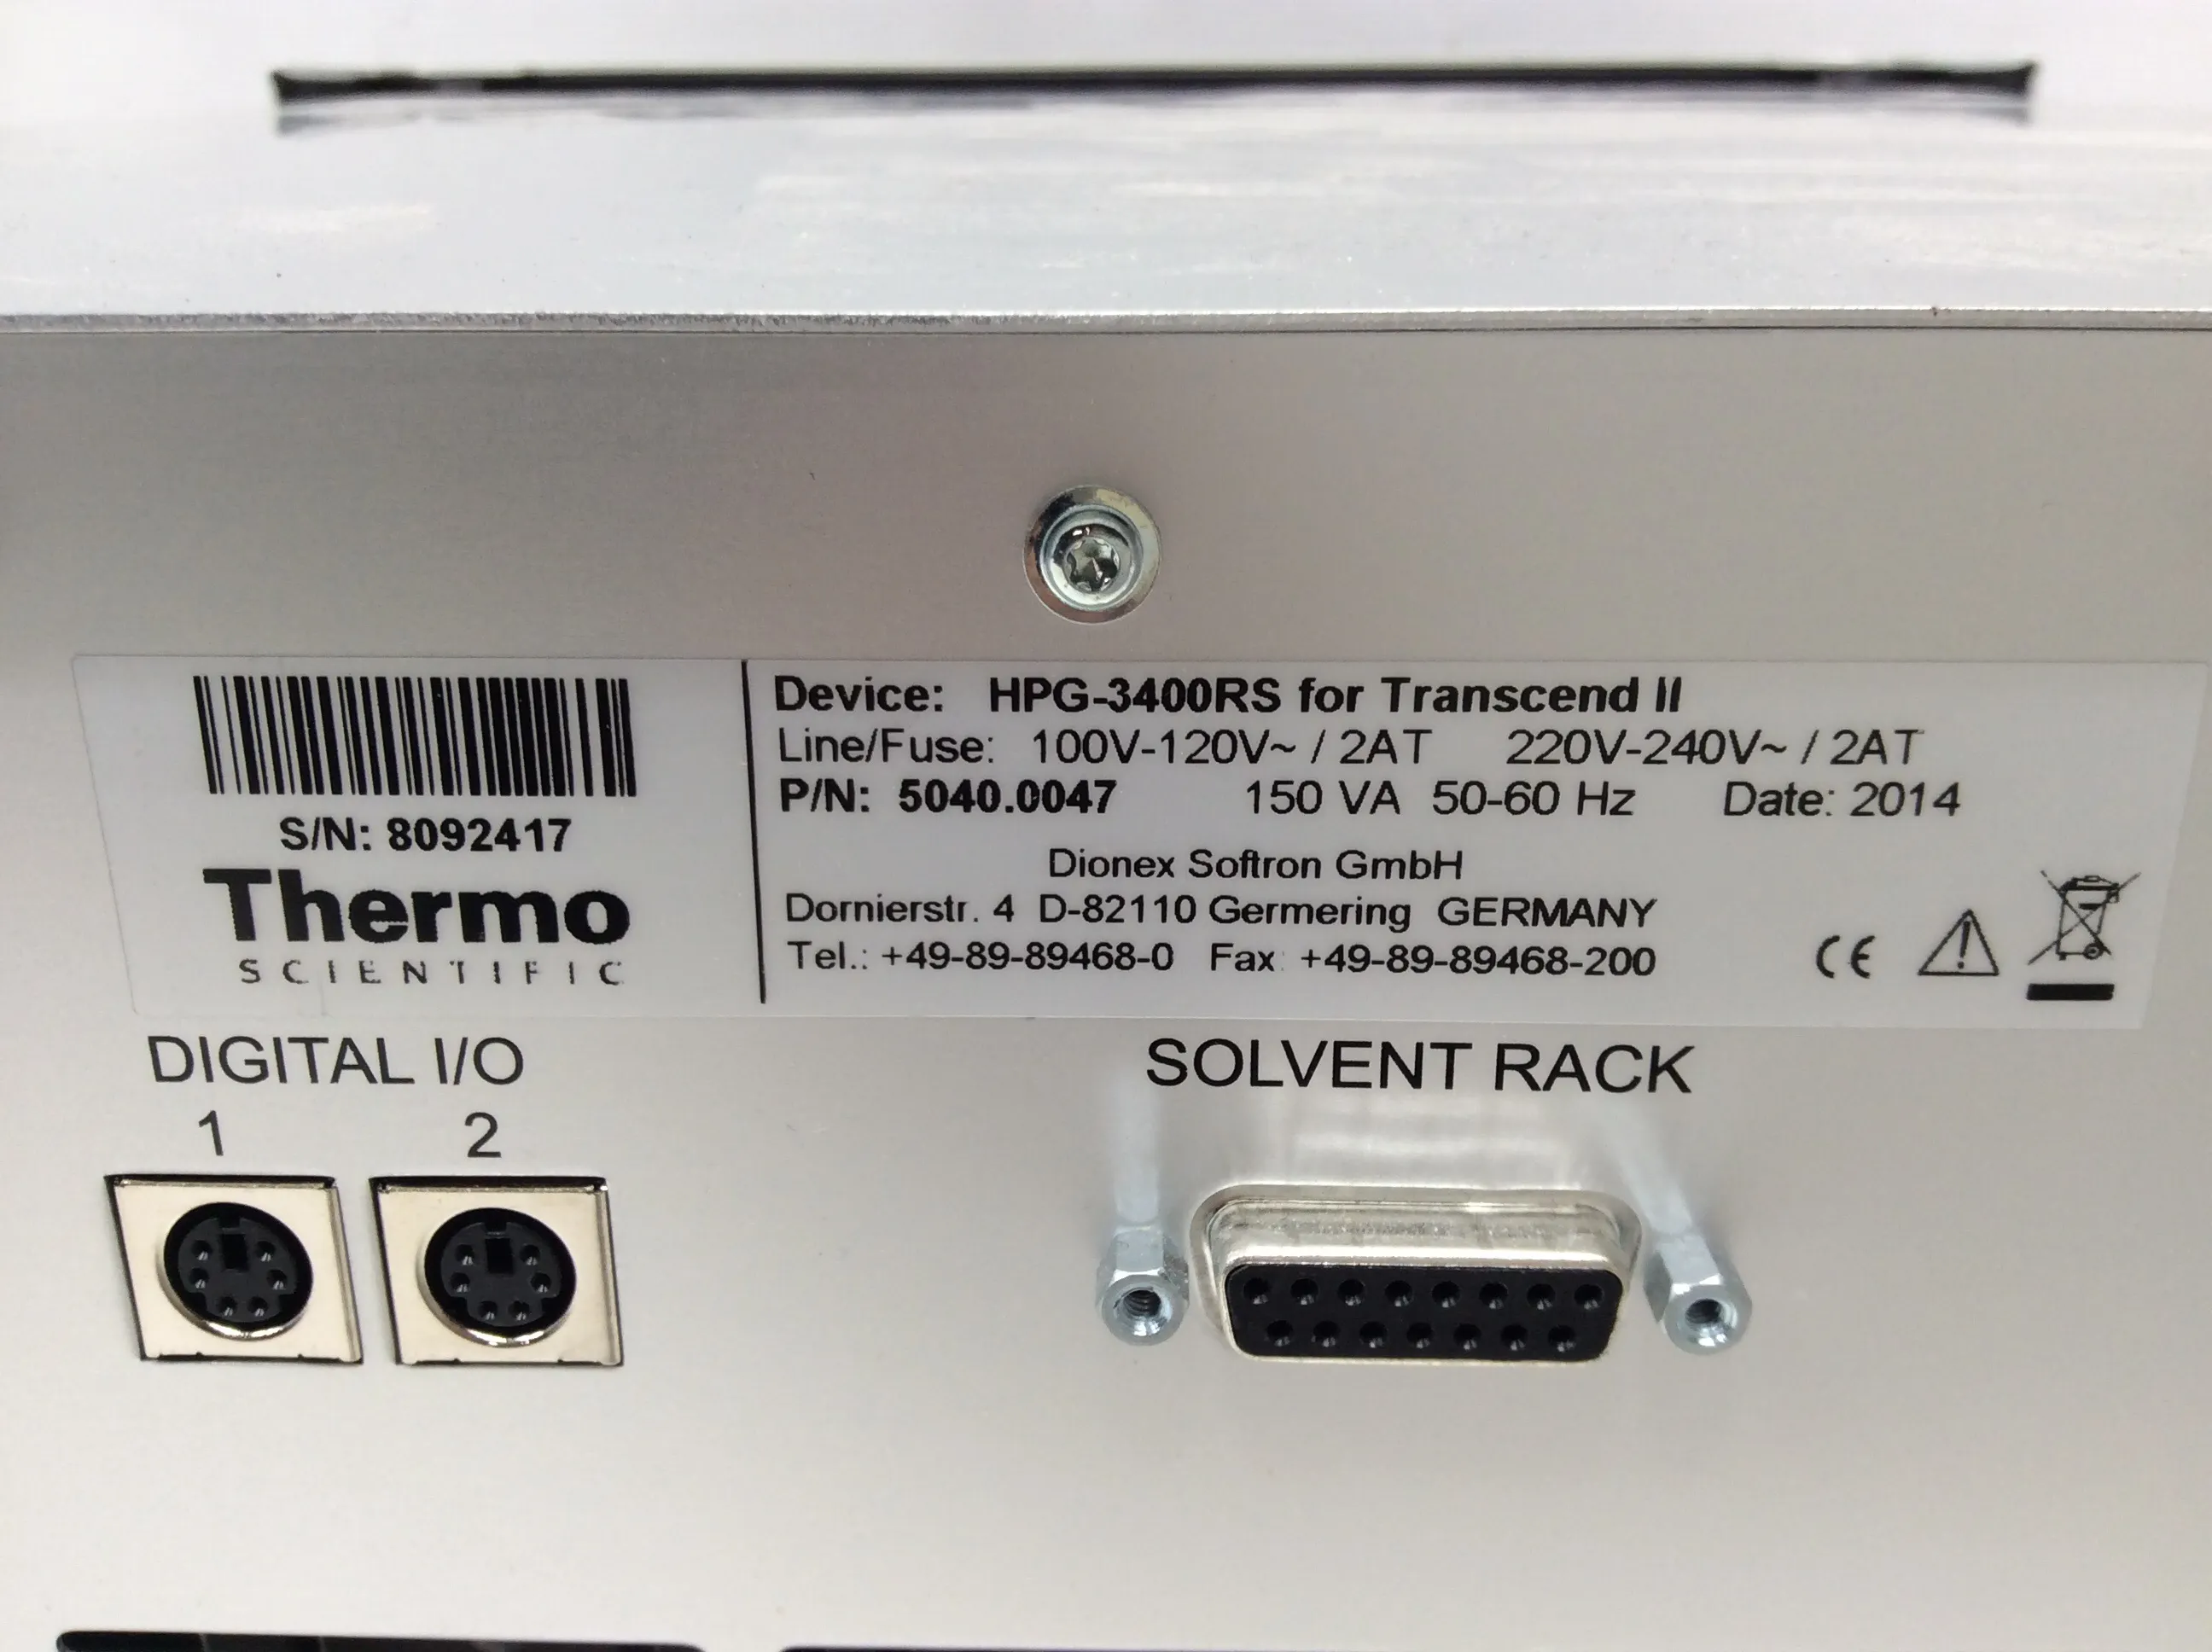 S/N: 8092417
Thermo
SCIENTIFIC
Device: HPG-3400RS for Transcend II
Line/Fuse: 100V-120V~ / 2AT 220V-240V~ / 2AT
P/N: 5040.0047 150 VA 50-60 Hz Date: 2014
Dionex Softron GmbH
Dornierstr. 4 D-82110 Germering GERMANY
Tel.: +49-89-89468-0 Fax: +49-89-89468-200
CE
DIGITAL I/O
1 2
SOLVENT RACK